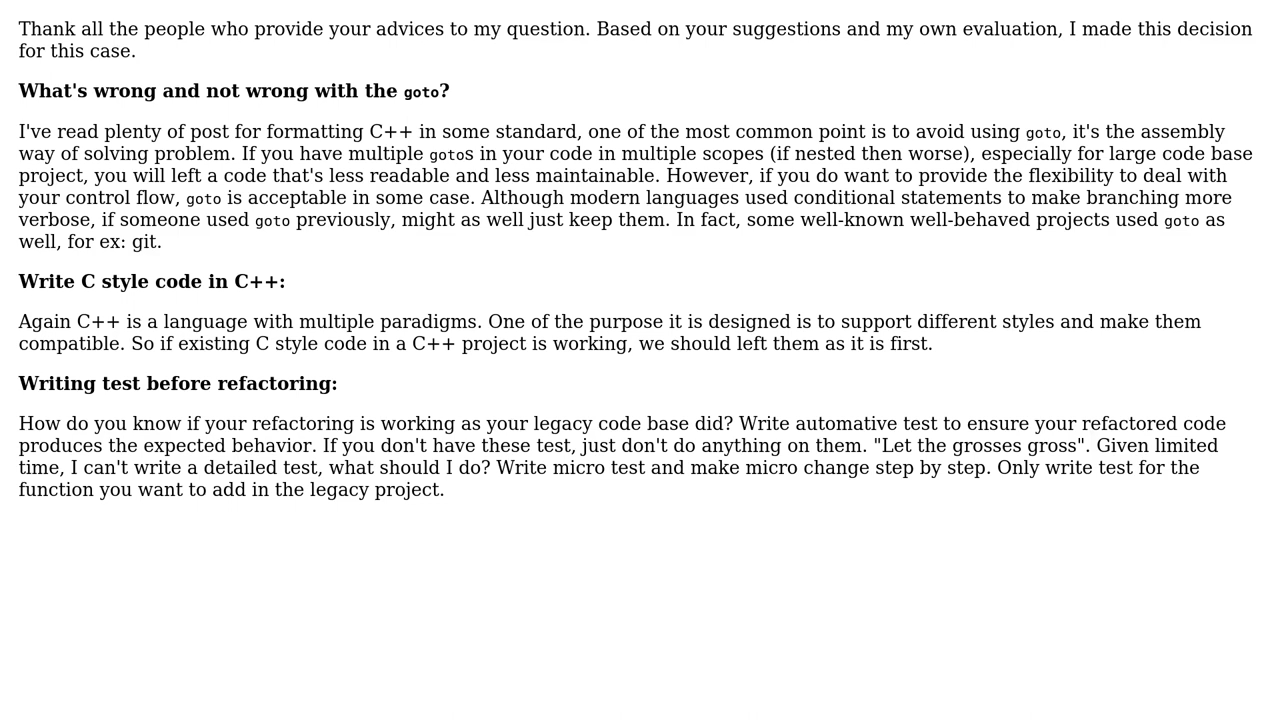 Thank all the people who provide your advices to my question. Based on your suggestions and my own evaluation, I made this decision
for this case.
What's wrong and not wrong with the goto?
I've read plenty of post for formatting C++ in some standard, one of the most common point is to avoid using goto, it's the assembly
way of solving problem. If you have multiple gotos in your code in multiple scopes (if nested then worse), especially for large code base
project, you will left a code that's less readable and less maintainable. However, if you do want to provide the flexibility to deal with
your control flow, goto is acceptable in some case. Although modern languages used conditional statements to make branching more
verbose, if someone used goto previously, might as well just keep them. In fact, some well-known well-behaved projects used goto as
well, for ex: git.
Write C style code in C++:
Again C++ is a language with multiple paradigms. One of the purpose it is designed is to support different styles and make them
compatible. So if existing C style code in a C++ project is working, we should left them as it is first.
Writing test before refactoring:
How do you know if your refactoring is working as your legacy code base did? Write automative test to ensure your refactored code
produces the expected behavior. If you don't have these test, just don't do anything on them. "Let the grosses gross". Given limited
time, I can't write a detailed test, what should I do? Write micro test and make micro change step by step. Only write test for the
function you want to add in the legacy project.